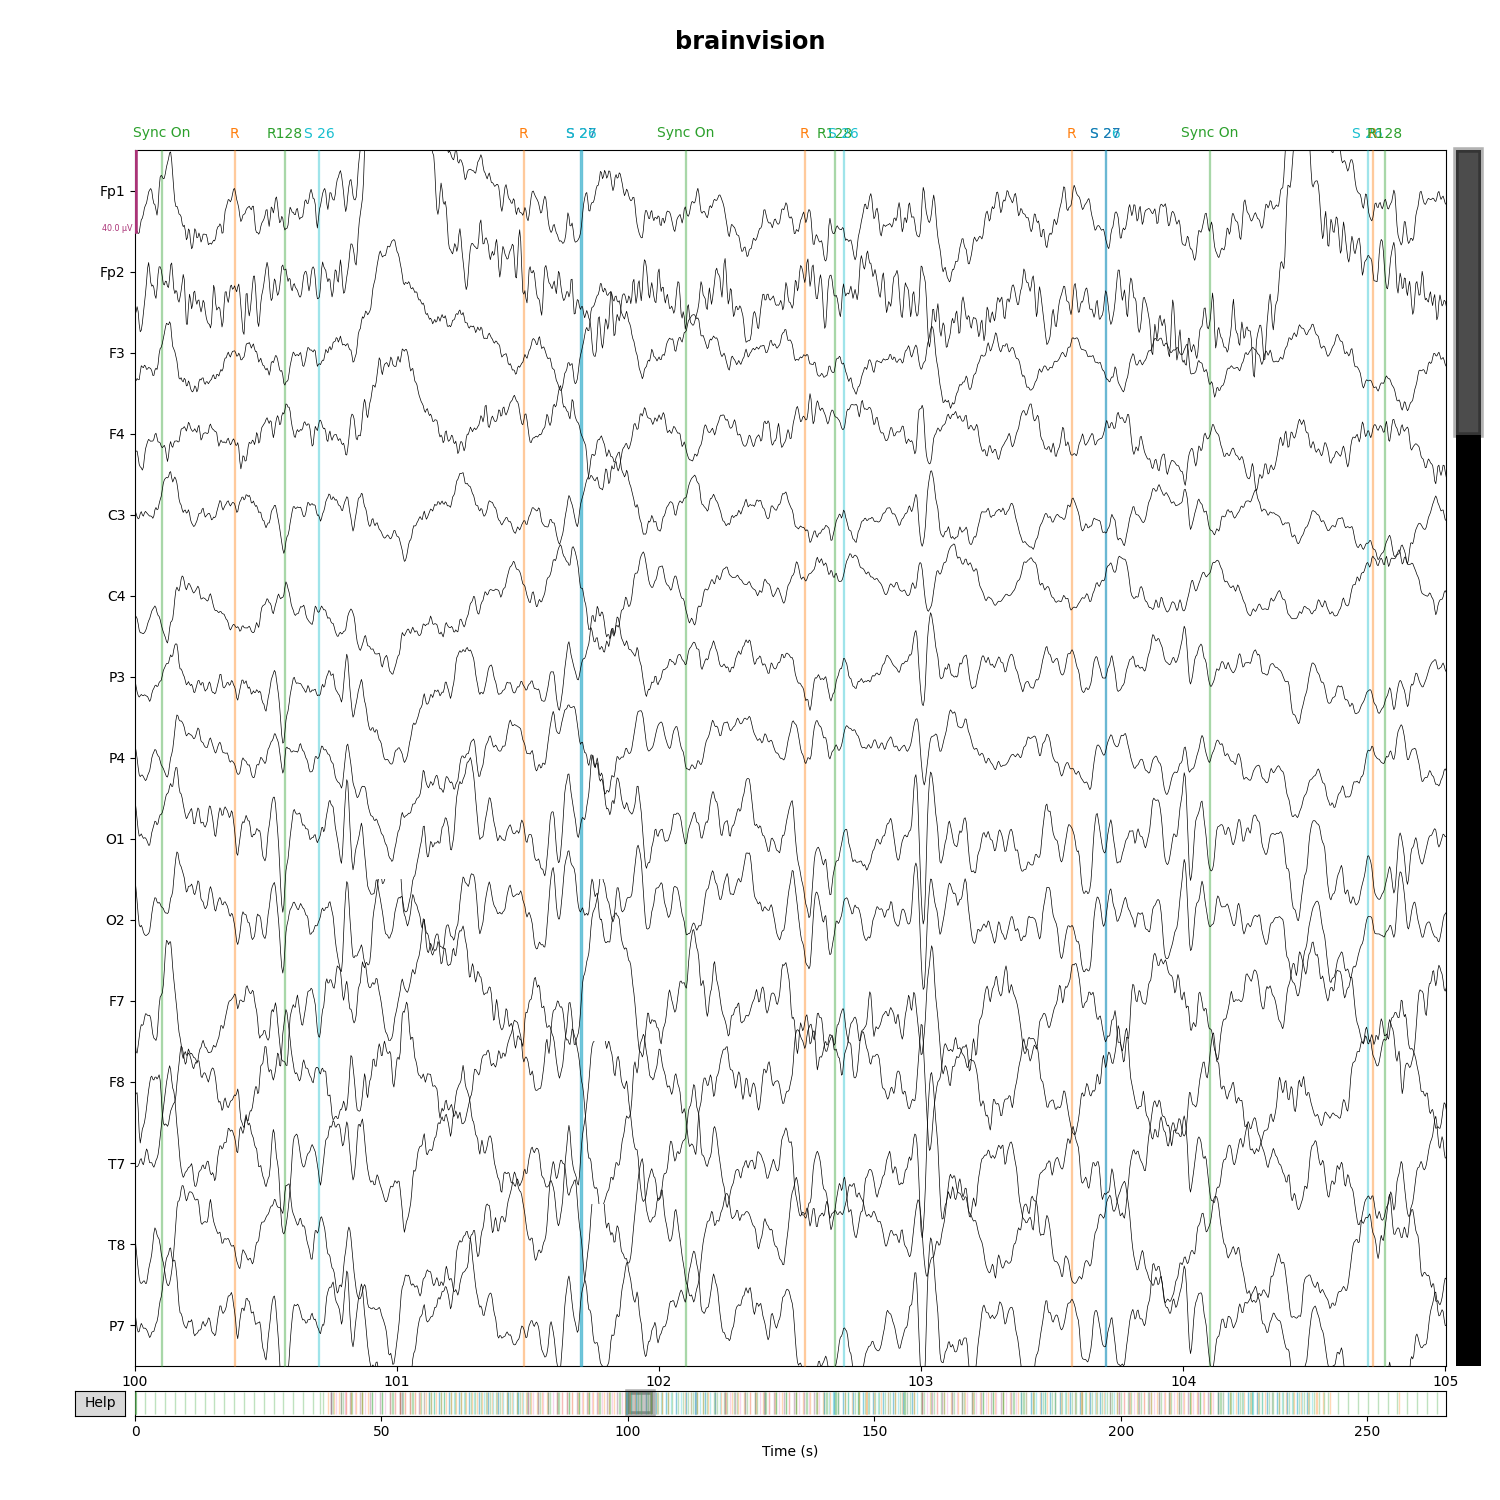 brainvision
Sync On R R128 S 26 R S 27 Sync On R R128 S 26 R S 27 Sync On S 26 R R128
Fp1
40.0 µV
Fp2
F3
F4
C3
C4
P3
P4
O1
O2
F7
F8
T7
T8
P7
100 101 102 103 104 105
Help
0 50 100 150 200 250
Time (s)